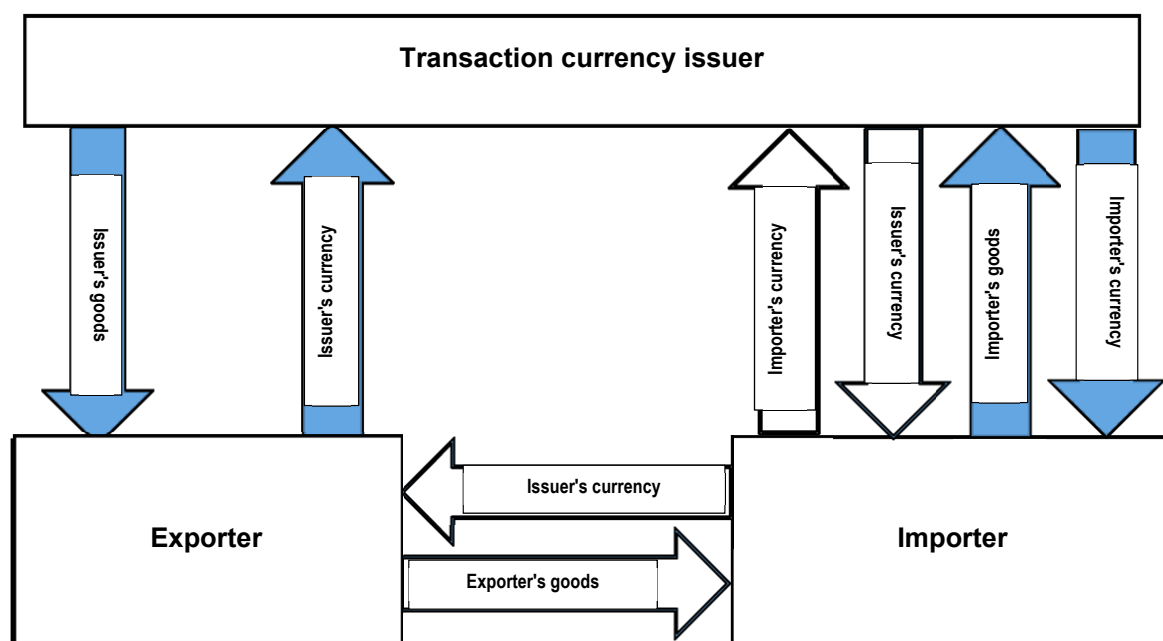 Transaction currency issuer
Issuer's goods
Issuer's currency
Importer's currency
Issuer's currency
Importer's goods
Importer's currency
Issuer's currency
Exporter
Importer
Exporter's goods